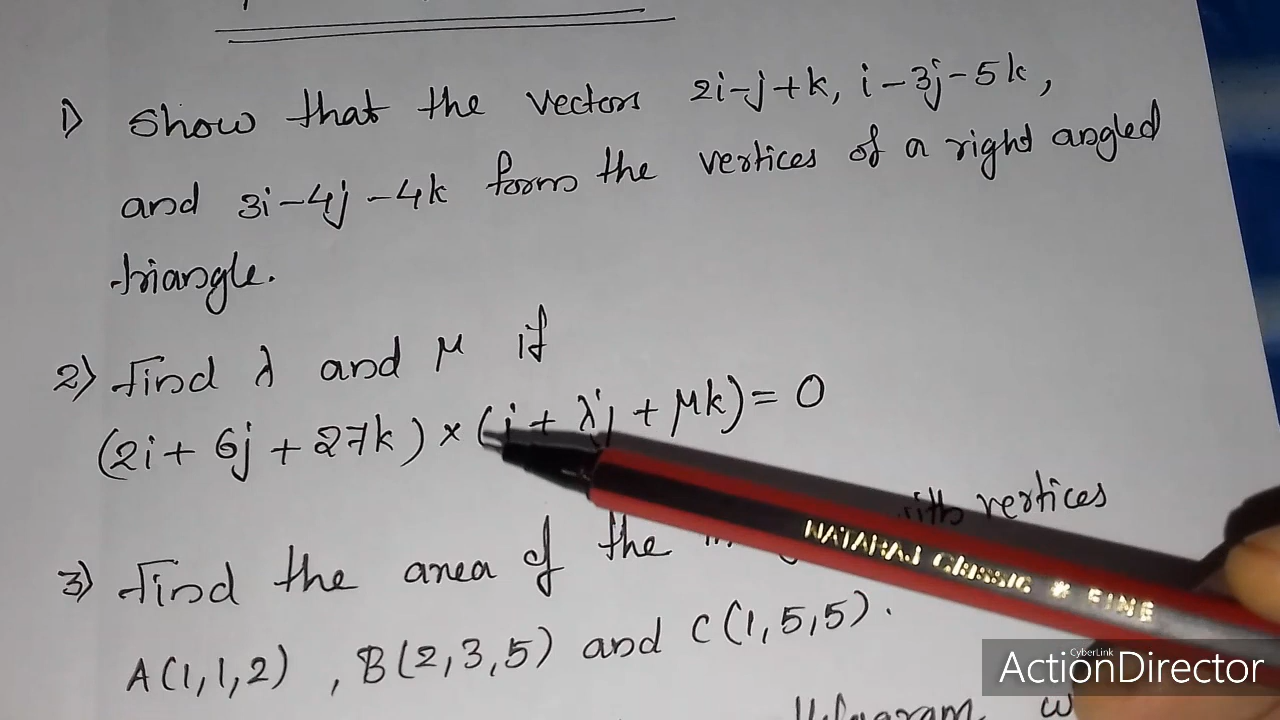 1) Show that the vectors 2i-j+k, i-3j-5k,
and 3i-4j-4k form the vertices of a right angled
triangle.
2) Find λ and μ if
(2i+6j+27k)×(i+λj+μk)=0
3) Find the area of the with vertices
A(1,1,2), B(2,3,5) and C(1,5,5).
NATARAJ CLASSIC * FINE
CyberLink
ActionDirector